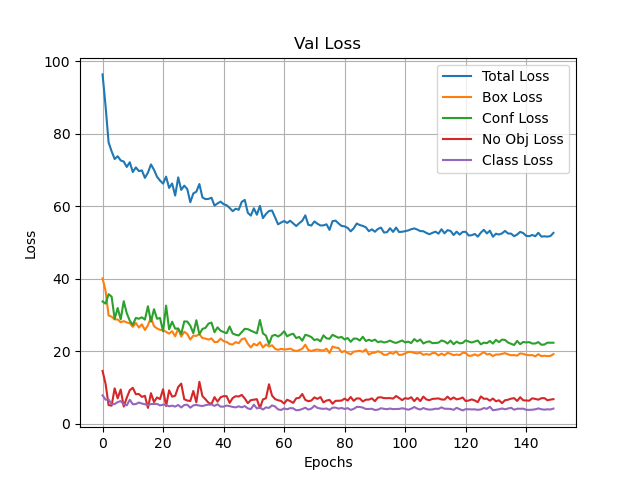 Val Loss
100
80
60
40
20
0
Loss
0 20 40 60 80 100 120 140
Epochs
Total Loss
Box Loss
Conf Loss
No Obj Loss
Class Loss